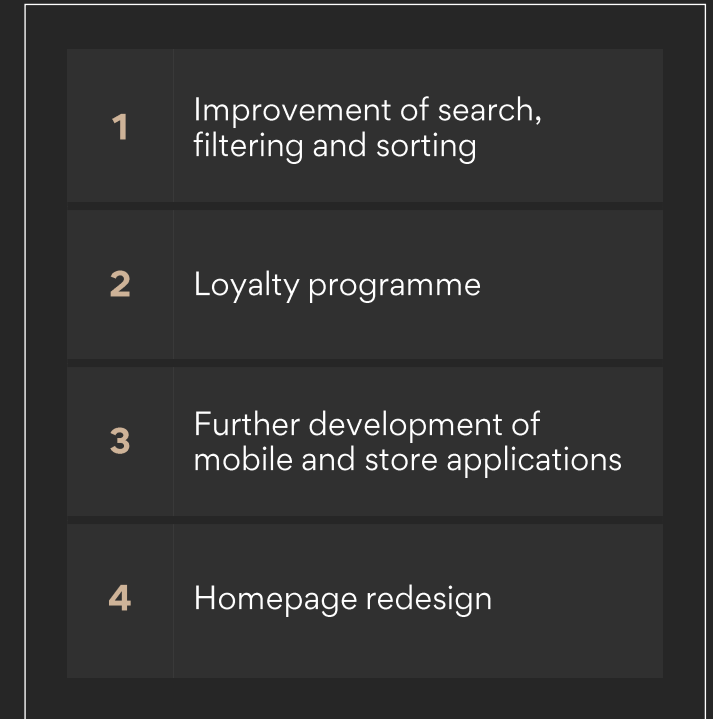 1
Improvement of search,
filtering and sorting
2
Loyalty programme
3
Further development of
mobile and store applications
4
Homepage redesign